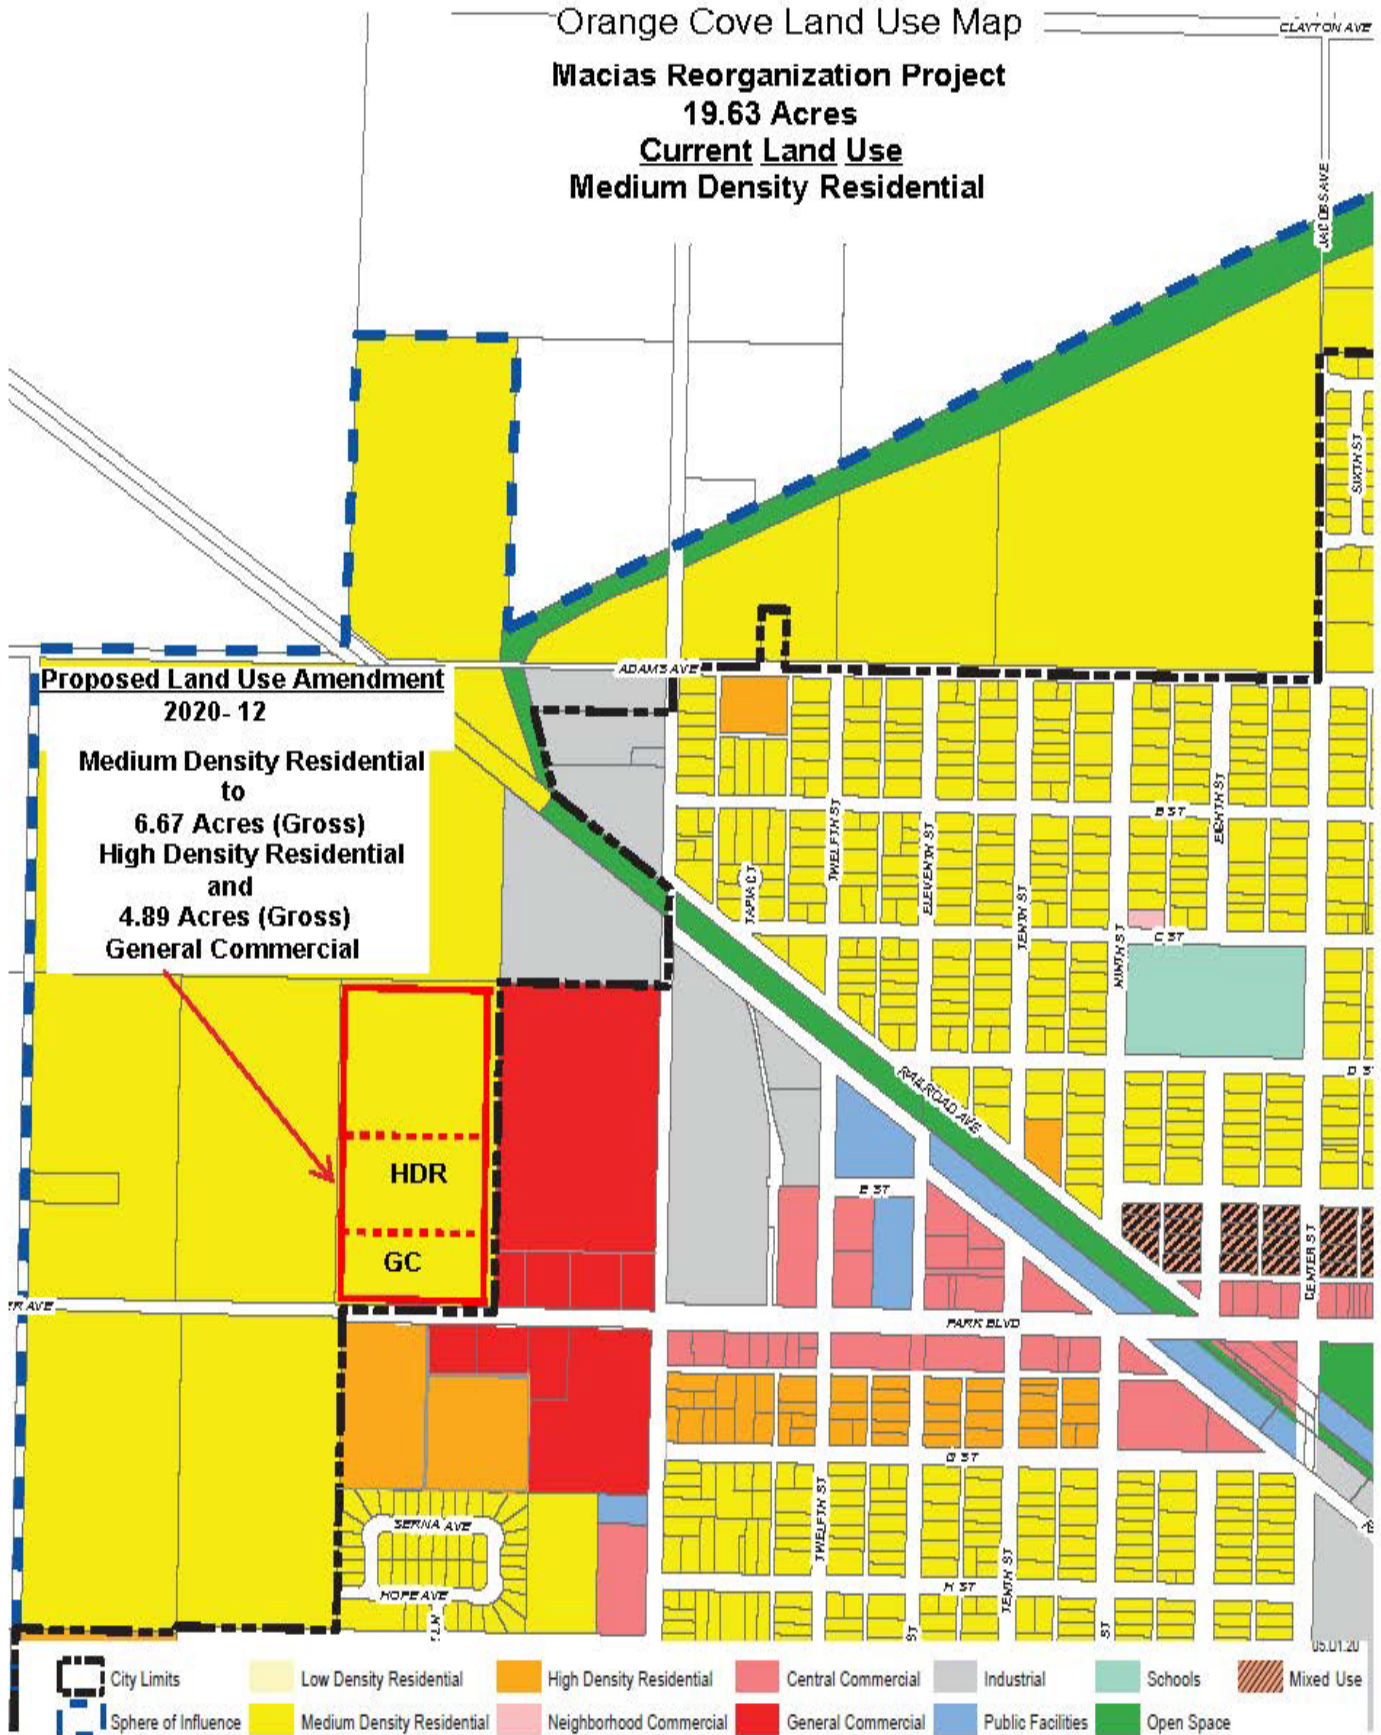 Orange Cove Land Use Map
CLAYTON AVE
Macias Reorganization Project
19.63 Acres
Current Land Use
Medium Density Residential
JACOBS AVE
SIXTH ST
ADAMS AVE
Proposed Land Use Amendment
2020- 12
Medium Density Residential
to
6.67 Acres (Gross)
High Density Residential
and
4.89 Acres (Gross)
General Commercial
B ST
EIGHTH ST
TWELFTH ST
ELEVENTH ST
TAPIA CT
TENTH ST
NINTH ST
C ST
RAILROAD AVE
HDR
E ST
GC
CENTER ST
PARK BLVD
G ST
SERNA AVE
TWELFTH ST
HOPE AVE
TENTH ST
H ST
ST
ST
05.01.20
City Limits
Low Density Residential
High Density Residential
Central Commercial
Industrial
Schools
Mixed Use
Sphere of Influence
Medium Density Residential
Neighborhood Commercial
General Commercial
Public Facilities
Open Space